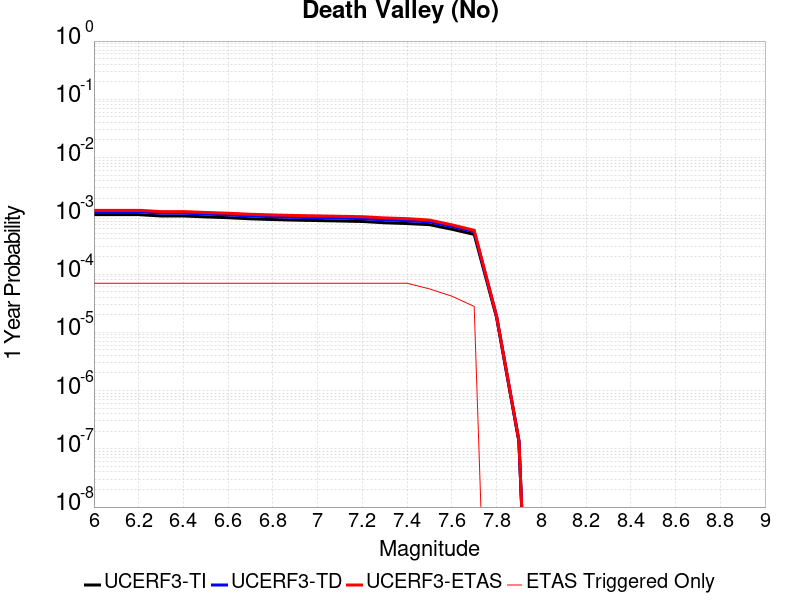 Death Valley (No)
10^0
10^-1
10^-2
10^-3
10^-4
10^-5
10^-6
10^-7
10^-8
1 Year Probability
6 6.2 6.4 6.6 6.8 7 7.2 7.4 7.6 7.8 8 8.2 8.4 8.6 8.8 9
Magnitude
UCERF3-TI UCERF3-TD UCERF3-ETAS ETAS Triggered Only